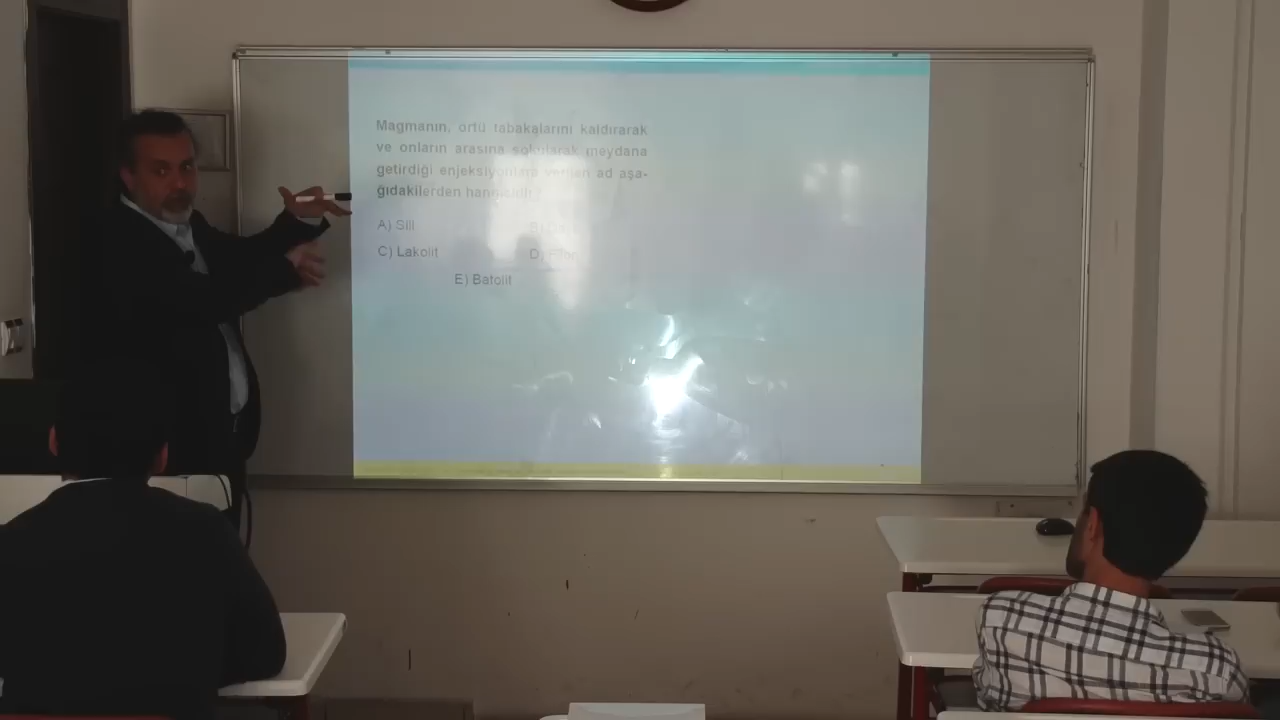 Magmanın, örtü tabakalarını kaldırarak
ve onların arasına sokularak meydana
getirdiği enjeksiyonlara verilen ad aşa-
ğıdakilerden hangisidir?
A) Sill
B)
C) Lakolit
D)
E) Batolit